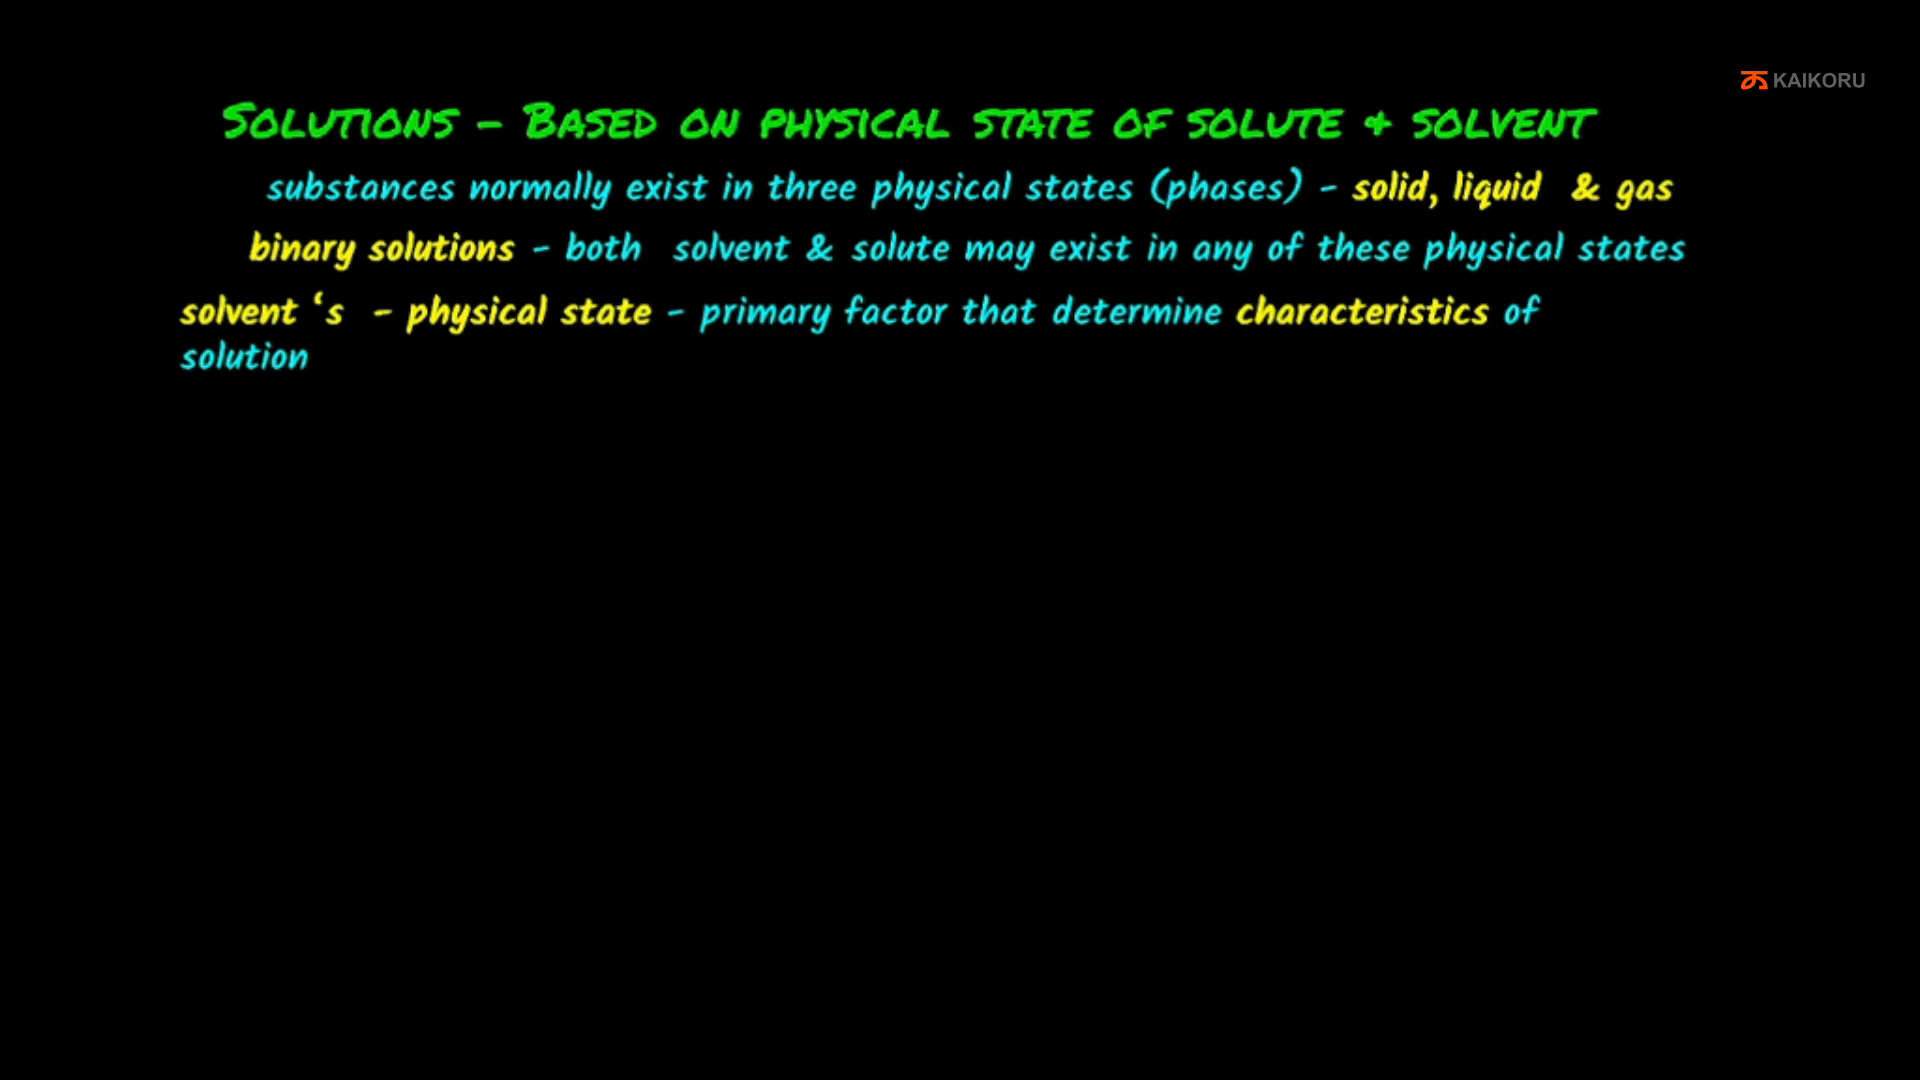 KAIKORU
SOLUTIONS - BASED ON PHYSICAL STATE OF SOLUTE & SOLVENT
substances normally exist in three physical states (phases) - solid, liquid & gas
binary solutions - both solvent & solute may exist in any of these physical states
solvent ‘s - physical state - primary factor that determine characteristics of
solution